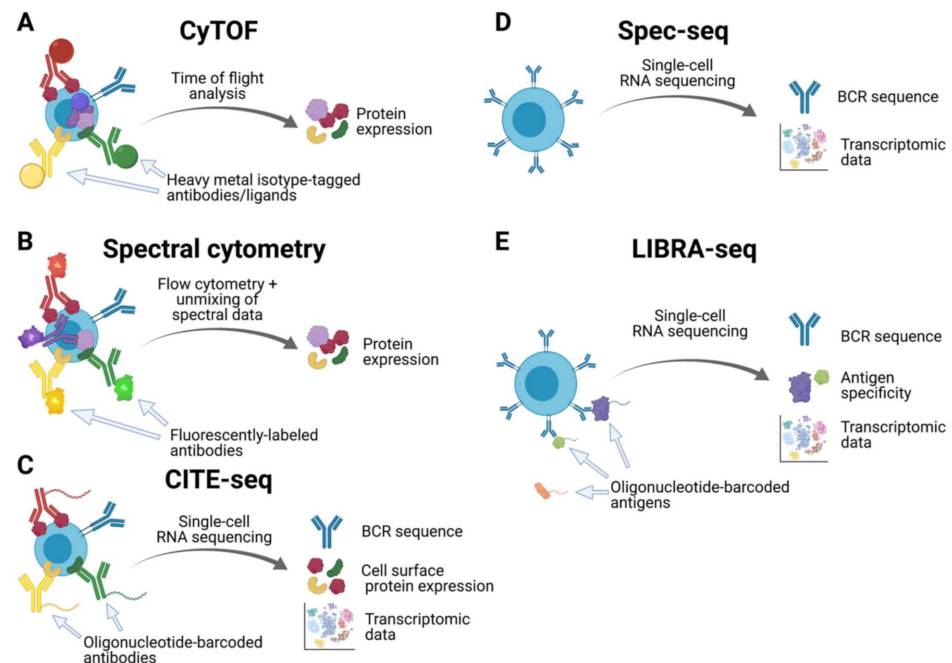 A
CyTOF
Time of flight
analysis
Protein
expression
Heavy metal isotype-tagged
antibodies/ligands
B
Spectral cytometry
Flow cytometry +
unmixing of
spectral data
Protein
expression
Fluorescently-labeled
antibodies
C
CITE-seq
Single-cell
RNA sequencing
BCR sequence
Cell surface
protein expression
Transcriptomic
data
Oligonucleotide-barcoded
antibodies
D
Spec-seq
Single-cell
RNA sequencing
BCR sequence
Transcriptomic
data
E
LIBRA-seq
Single-cell
RNA sequencing
BCR sequence
Antigen
specificity
Transcriptomic
data
Oligonucleotide-barcoded
antigens